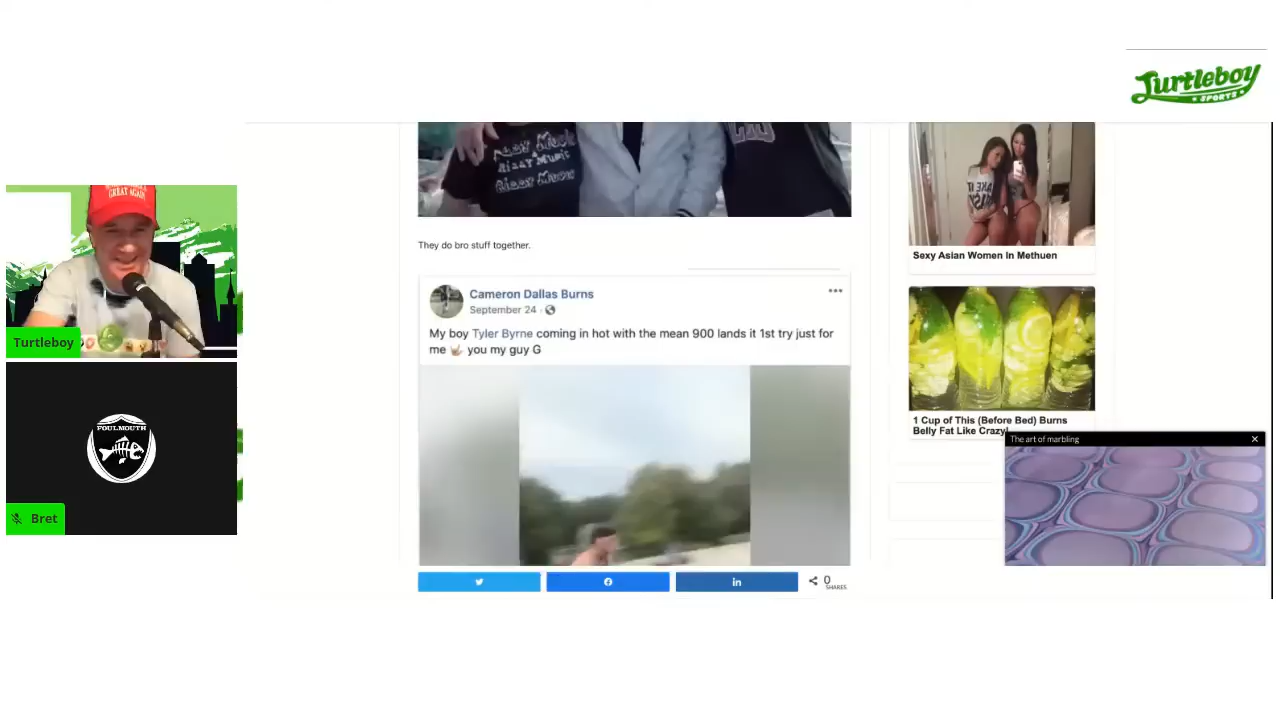 Turtleboy
SPORTS
GREAT AGAIN
Turtleboy
FOULMOUTH
Bret
They do bro stuff together.
Cameron Dallas Burns
September 24
My boy Tyler Byrne coming in hot with the mean 900 lands it 1st try just for
me 🤟🏼 you my guy G
0
SHARES
Sexy Asian Women In Methuen
1 Cup of This (Before Bed) Burns
Belly Fat Like Crazy!
The art of marbling